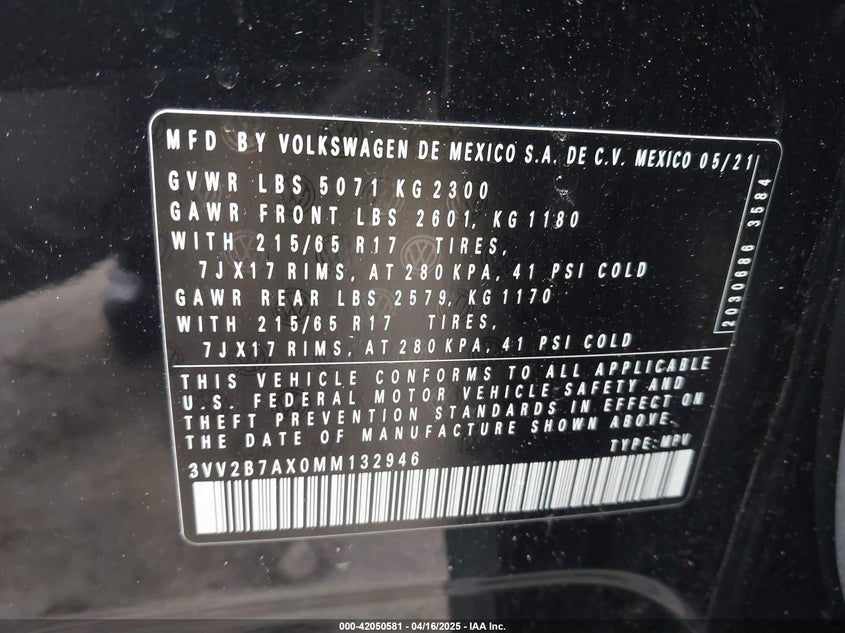 MFD BY VOLKSWAGEN DE MEXICO S.A. DE C.V. MEXICO 05/21
GVWR LBS 5071 KG 2300
GAWR FRONT LBS 2601, KG 1180
WITH 215/65 R17 TIRES,
7JX17 RIMS, AT 280 KPA, 41 PSI COLD
GAWR REAR LBS 2579, KG 1170
WITH 215/65 R17 TIRES,
7JX17 RIMS, AT 280 KPA, 41 PSI COLD
2030686 3584
THIS VEHICLE CONFORMS TO ALL APPLICABLE
U.S. FEDERAL MOTOR VEHICLE SAFETY AND
THEFT PREVENTION STANDARDS IN EFFECT ON
THE DATE OF MANUFACTURE SHOWN ABOVE.
TYPE: MPV
3VV2B7AX0MM132946
000-42050581 - 04/16/2025 - IAA Inc.